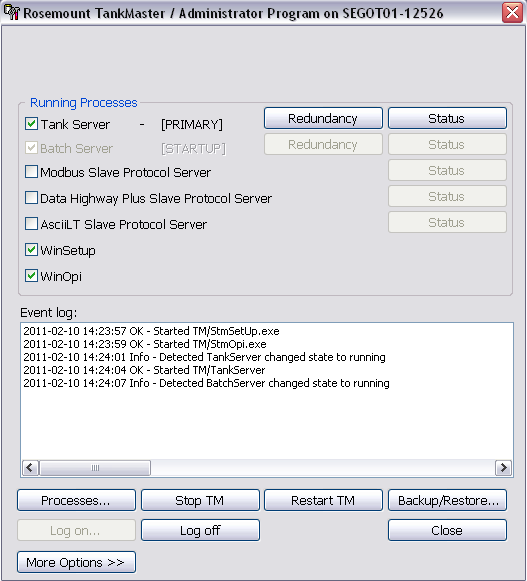 Rosemount TankMaster / Administrator Program on SEGOT01-12526
Running Processes
Tank Server - [PRIMARY] Redundancy Status
Batch Server [STARTUP] Redundancy Status
Modbus Slave Protocol Server Status
Data Highway Plus Slave Protocol Server Status
AsciiLT Slave Protocol Server Status
WinSetup
WinOpi
Event log:
2011-02-10 14:23:57 OK - Started TM/StmSetUp.exe
2011-02-10 14:23:59 OK - Started TM/StmOpi.exe
2011-02-10 14:24:01 Info - Detected TankServer changed state to running
2011-02-10 14:24:04 OK - Started TM/TankServer
2011-02-10 14:24:07 Info - Detected BatchServer changed state to running
Processes... Stop TM Restart TM Backup/Restore...
Log on... Log off Close
More Options >>